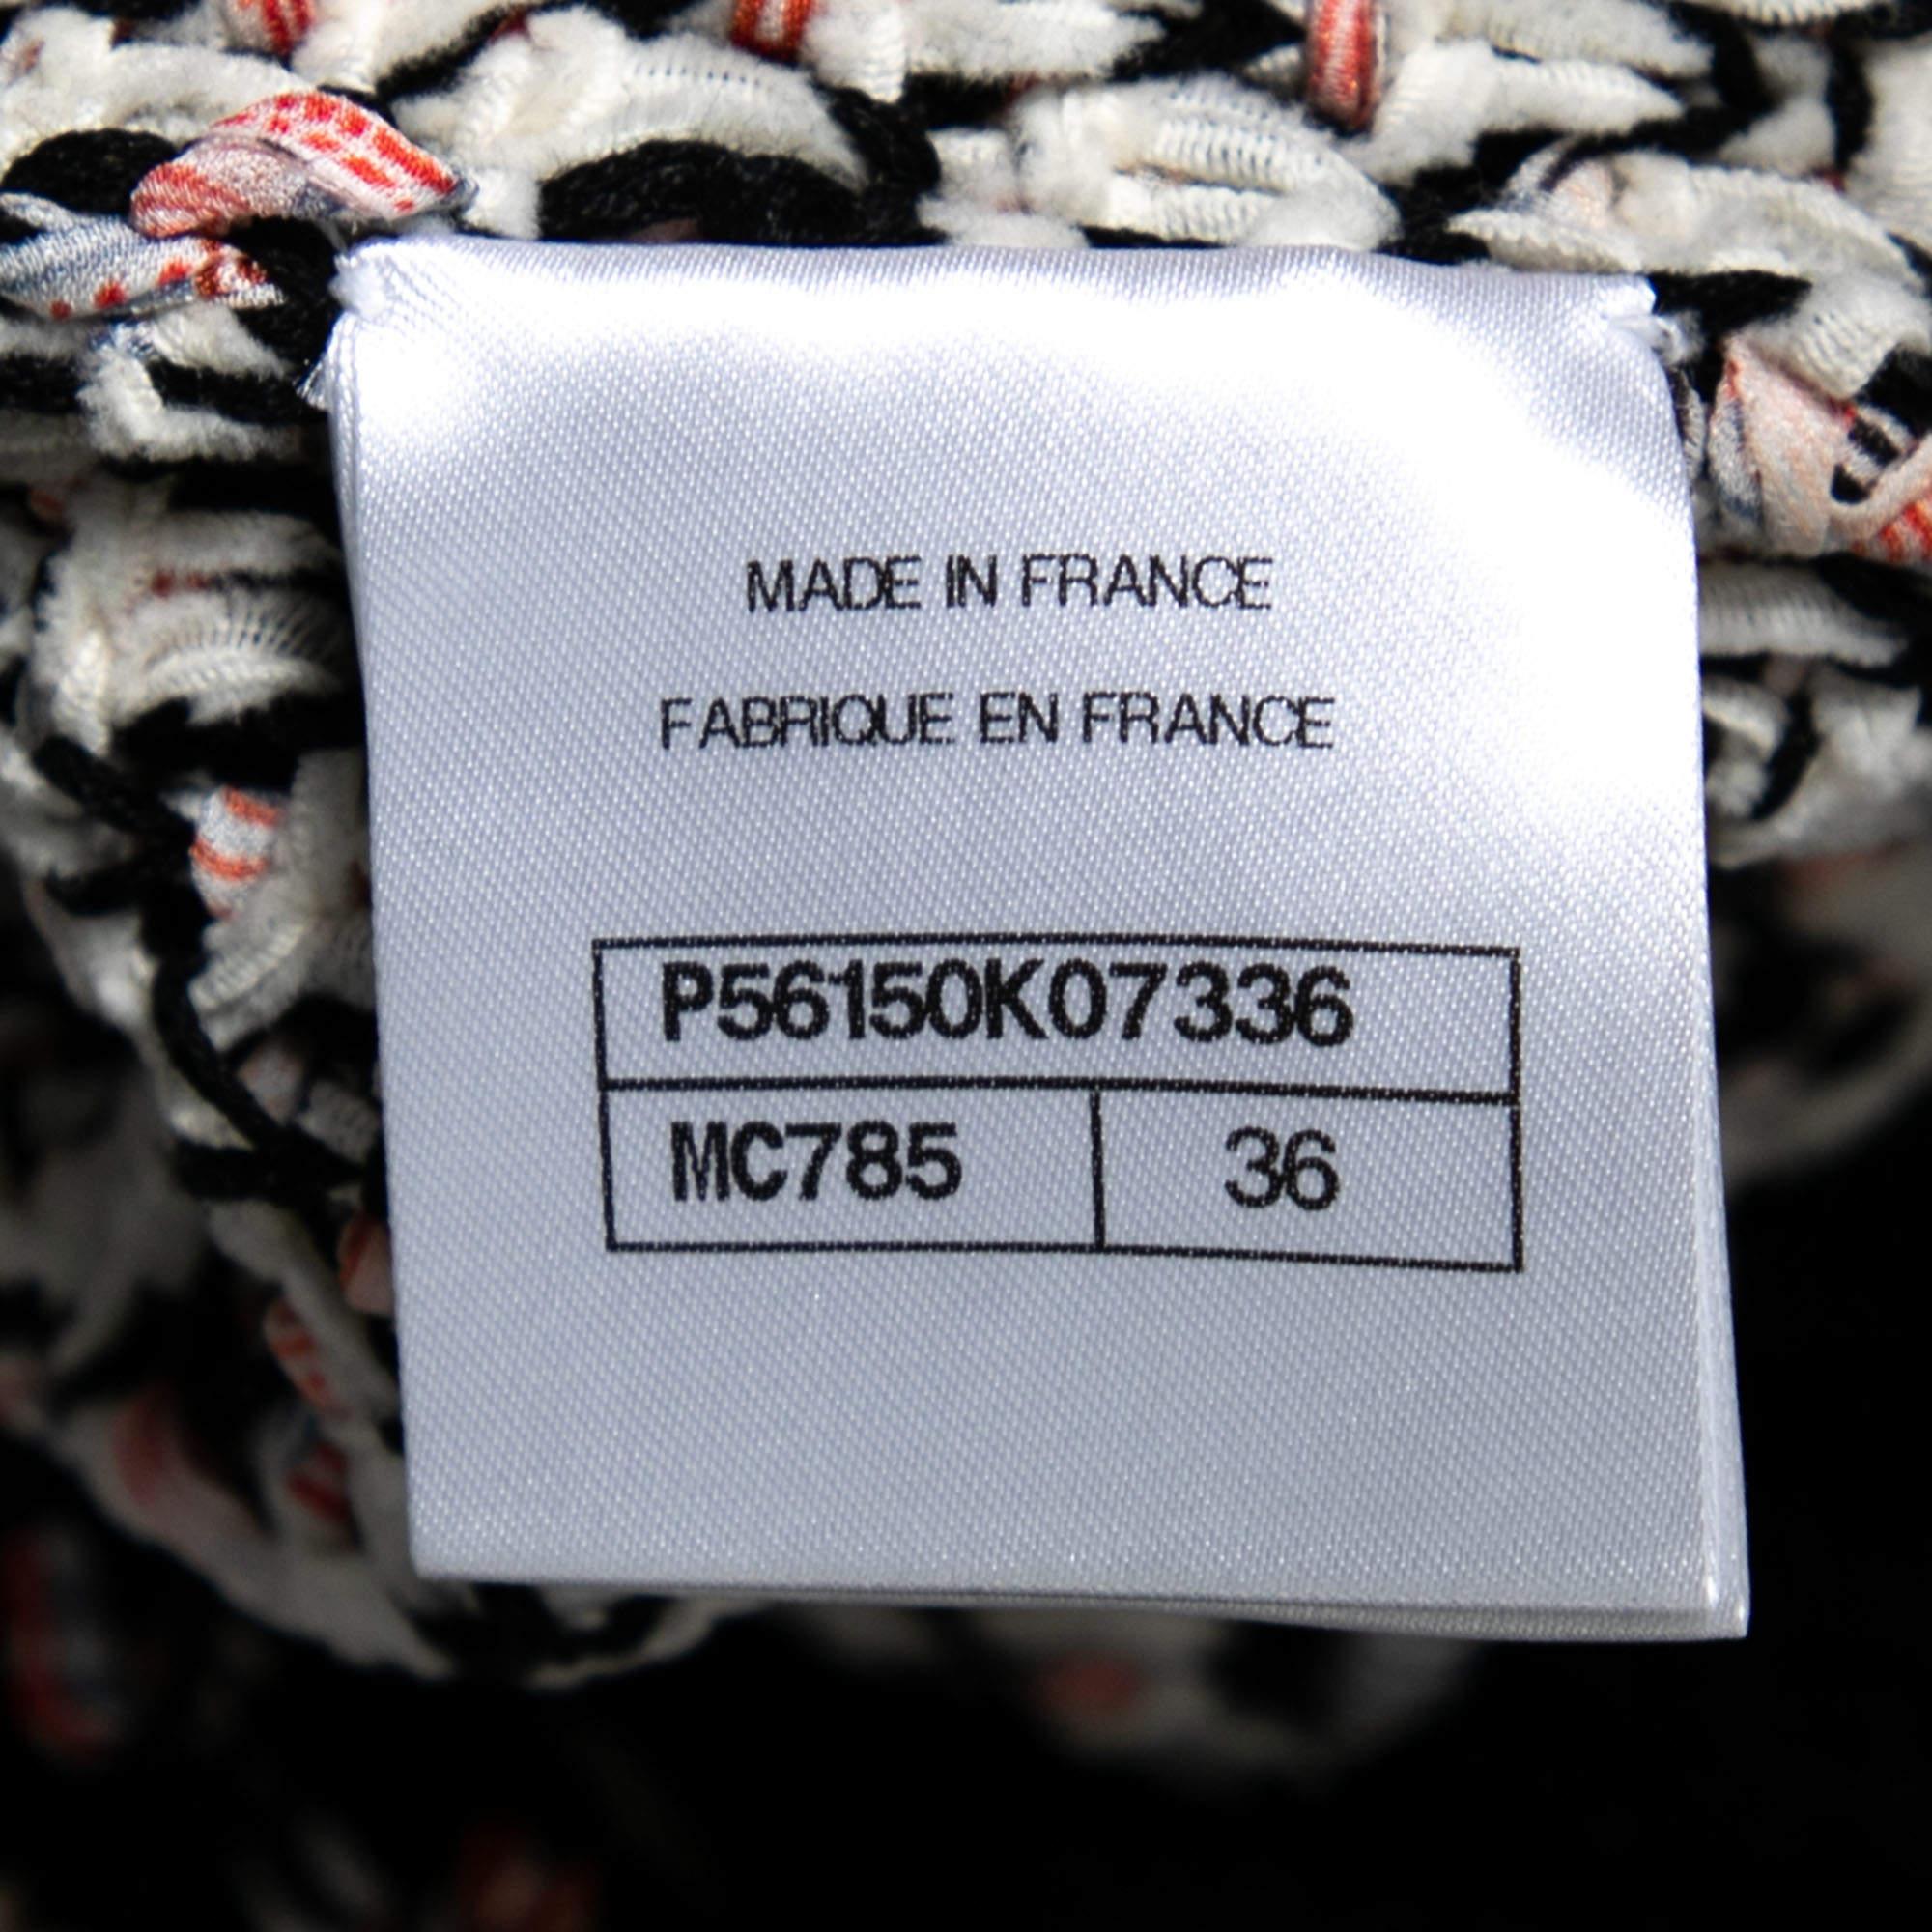 MADE IN FRANCE
FABRIQUE EN FRANCE
P56150K07336
MC785 36